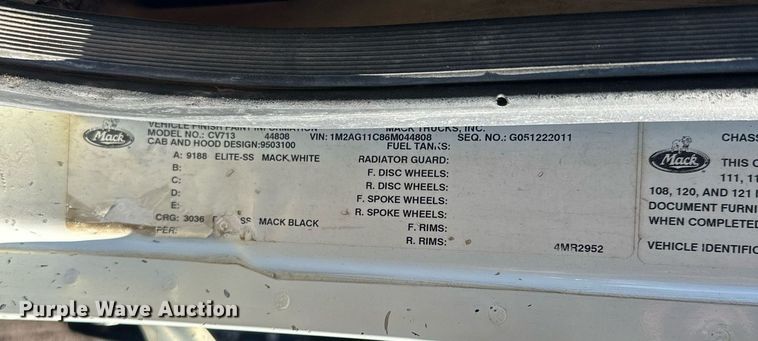 Mack
VEHICLE FINISH PAINT INFORMATION
MACK TRUCKS, INC.
MODEL NO.: CV713 44808 VIN: 1M2AG11C86M044808 SEQ. NO.: G051222011
CAB AND HOOD DESIGN:9503100 FUEL TANKS:
A: 9188 ELITE-SS MACK.WHITE RADIATOR GUARD:
B: F. DISC WHEELS:
C: R. DISC WHEELS:
D: F. SPOKE WHEELS:
E: R. SPOKE WHEELS:
CRG: 3036 SS MACK BLACK F. RIMS:
PER: R. RIMS:
4MR2952
Mack
CHASS
THIS C
111, 11
108, 120, AND 121 I
DOCUMENT FURNI
WHEN COMPLETED
VEHICLE IDENTIFIC
Purple Wave Auction